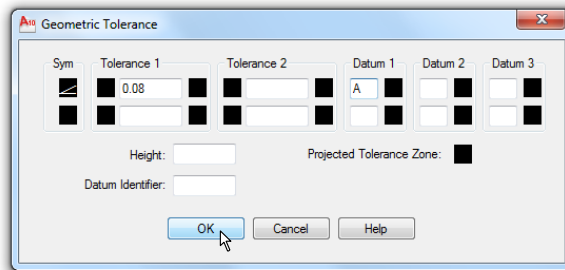 A10 Geometric Tolerance
Sym Tolerance 1 Tolerance 2 Datum 1 Datum 2 Datum 3
0.08 A
Height: Projected Tolerance Zone:
Datum Identifier:
OK Cancel Help